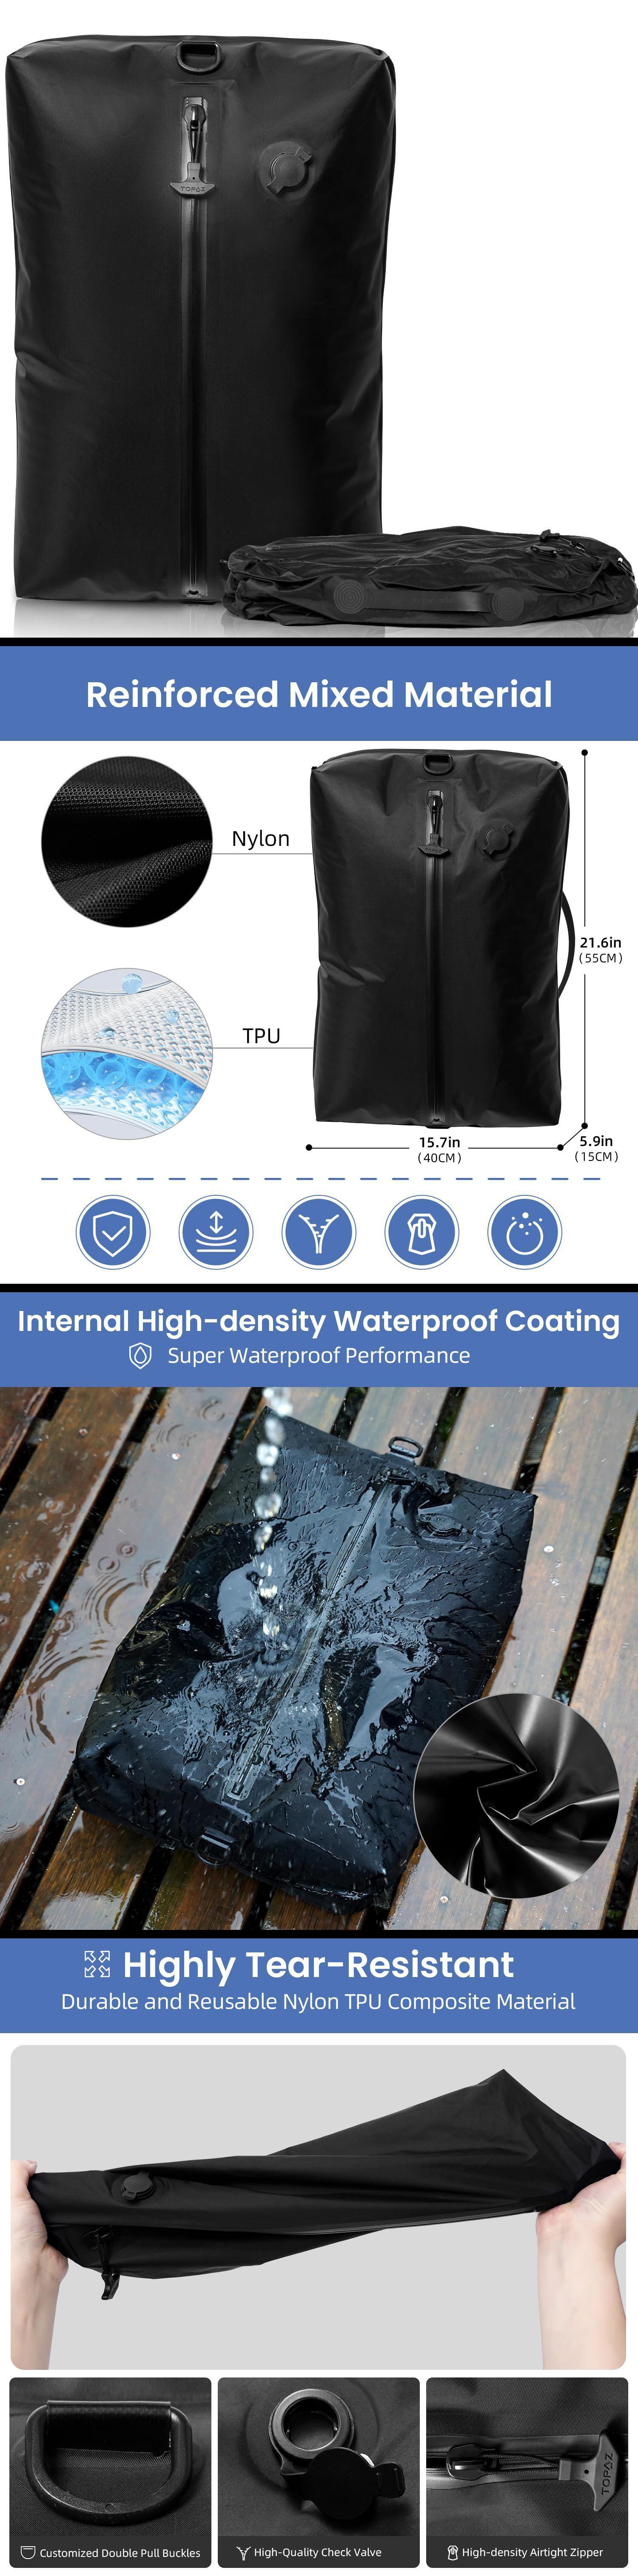 TOPAZ
Reinforced Mixed Material
Nylon
TPU
21.6in
(55CM)
15.7in
(40CM)
5.9in
(15CM)
Internal High-density Waterproof Coating
Super Waterproof Performance
Highly Tear-Resistant
Durable and Reusable Nylon TPU Composite Material
TOPAZ
Customized Double Pull Buckles
High-Quality Check Valve
High-density Airtight Zipper